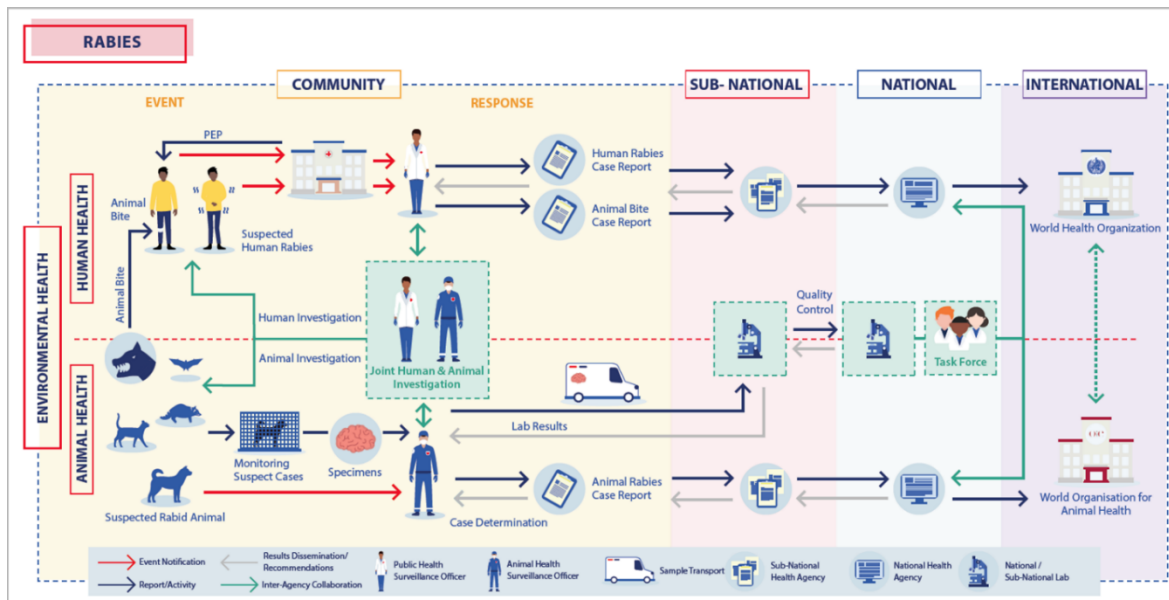 RABIES
COMMUNITY
SUB- NATIONAL
NATIONAL
INTERNATIONAL
EVENT
RESPONSE
ENVIRONMENTAL HEALTH
HUMAN HEALTH
ANIMAL HEALTH
PEP
Animal
Bite
Suspected
Human Rabies
Animal Bite
Human Rabies
Case Report
Animal Bite
Case Report
World Health Organization
Human Investigation
Animal Investigation
Joint Human & Animal
Investigation
Quality
Control
Task Force
Lab Results
Monitoring
Suspect Cases
Specimens
Suspected Rabid Animal
Case Determination
Animal Rabies
Case Report
World Organisation for
Animal Health
Event Notification
Report/Activity
Results Dissemination/
Recommendations
Inter-Agency Collaboration
Public Health
Surveillance Officer
Animal Health
Surveillance Officer
Sample Transport
Sub-National
Health Agency
National Health
Agency
National /
Sub-National Lab